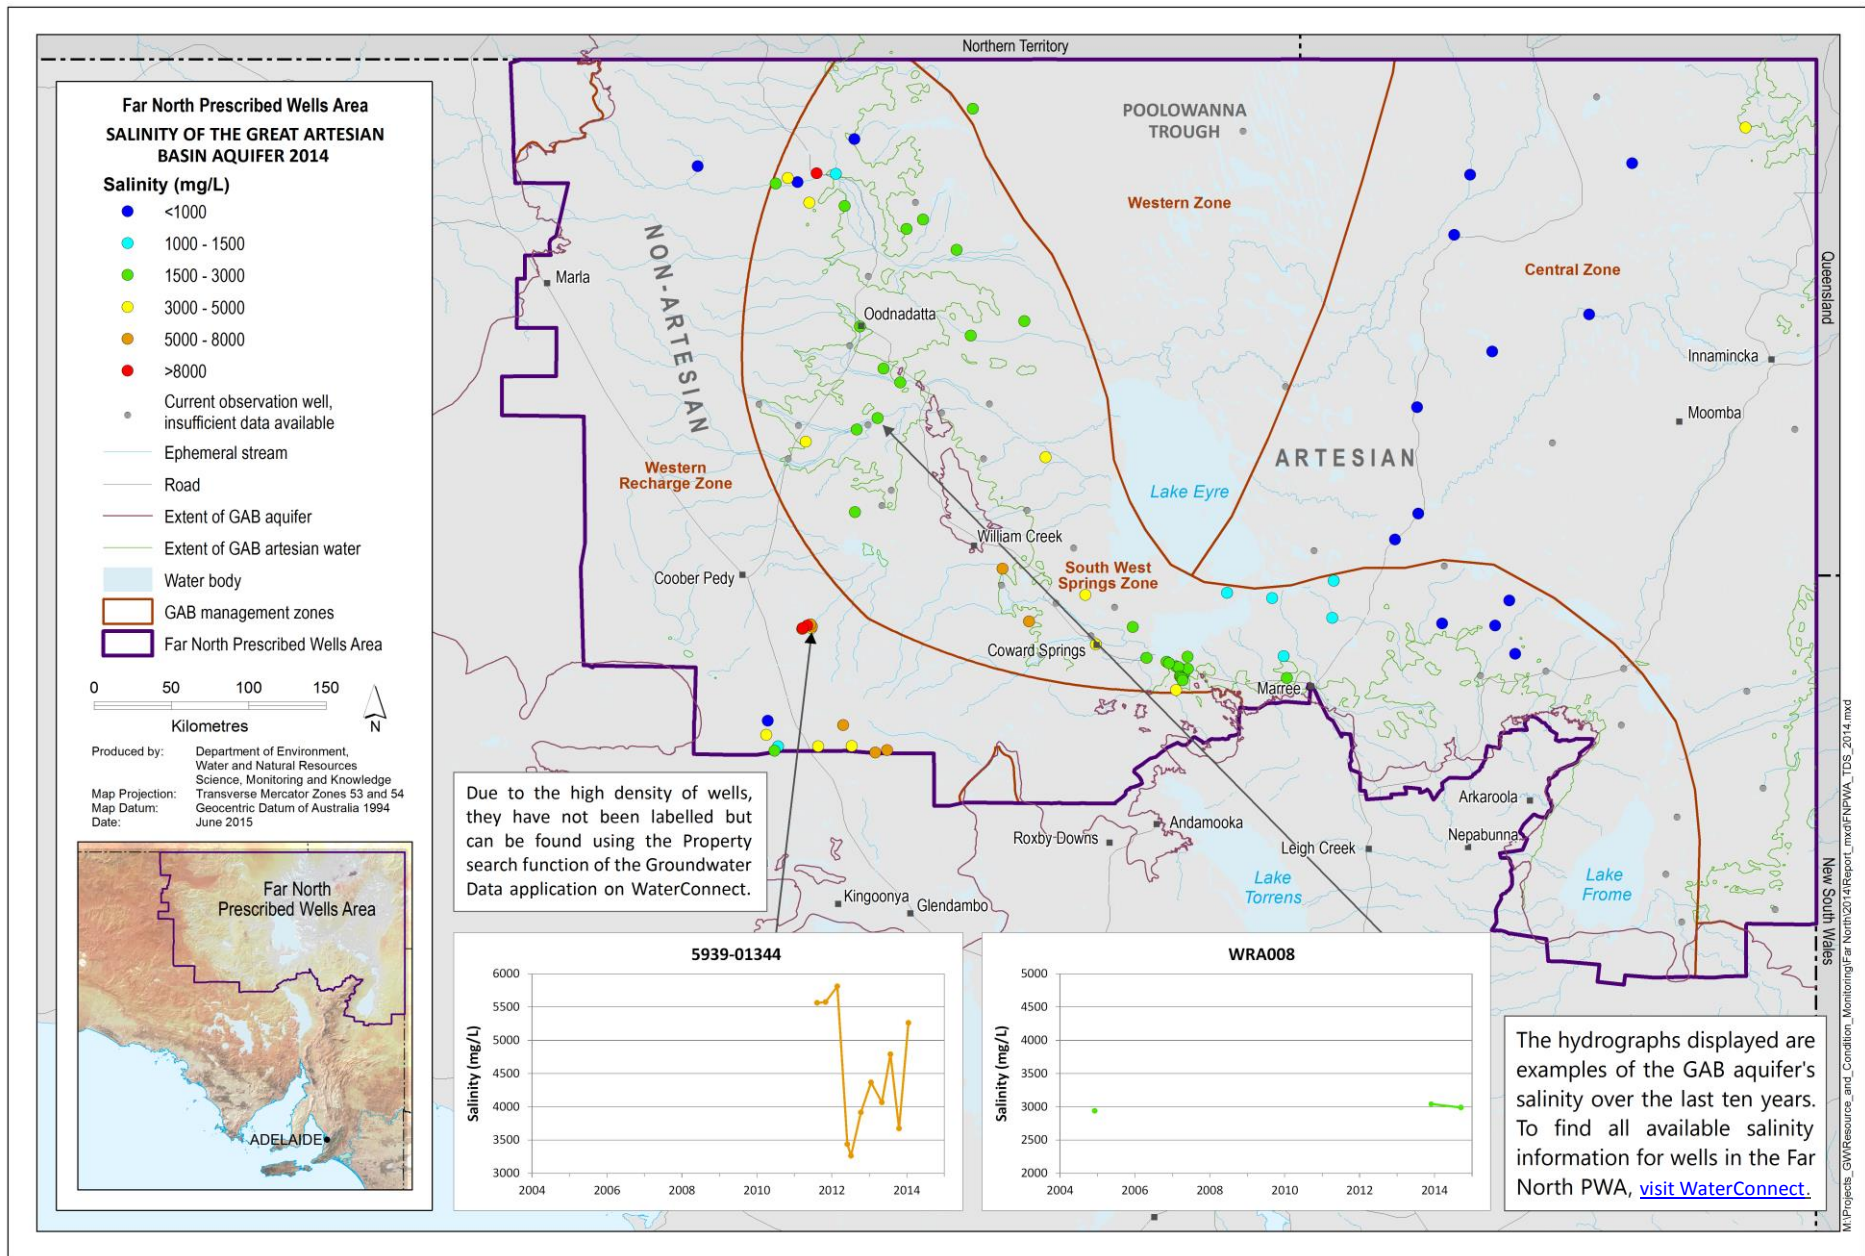 Northern Territory
Far North Prescribed Wells Area
SALINITY OF THE GREAT ARTESIAN
BASIN AQUIFER 2014
Salinity (mg/L)
<1000
1000 - 1500
1500 - 3000
3000 - 5000
5000 - 8000
>8000
Current observation well,
insufficient data available
Ephemeral stream
Road
Extent of GAB aquifer
Extent of GAB artesian water
Water body
GAB management zones
Far North Prescribed Wells Area
0 50 100 150
Kilometres
N
Produced by: Department of Environment,
Water and Natural Resources
Science, Monitoring and Knowledge
Map Projection: Transverse Mercator Zones 53 and 54
Map Datum: Geocentric Datum of Australia 1994
Date: June 2015
Far North
Prescribed Wells Area
ADELAIDE
POOLOWANNA
TROUGH
Western Zone
Central Zone
Queensland
NON-ARTESIAN
Marla
Oodnadatta
Innamincka
Moomba
ARTESIAN
Western
Recharge Zone
Lake Eyre
William Creek
South West
Springs Zone
Coober Pedy
Coward Springs
Marree
Arkaroola
Andamooka
Roxby Downs
Leigh Creek
Nepabunna
Lake
Torrens
Lake
Frome
Kingoonya
Glendambo
New South Wales
Due to the high density of wells,
they have not been labelled but
can be found using the Property
search function of the Groundwater
Data application on WaterConnect.
5939-01344
Salinity (mg/L)
6000
5500
5000
4500
4000
3500
3000
2004 2006 2008 2010 2012 2014
WRA008
Salinity (mg/L)
5000
4500
4000
3500
3000
2500
2000
2004 2006 2008 2010 2012 2014
The hydrographs displayed are
examples of the GAB aquifer's
salinity over the last ten years.
To find all available salinity
information for wells in the Far
North PWA, visit WaterConnect.
M:\Projects_GW\Resource_and_Condition_Monitoring\Far North\2014\Report_mxd\FNPWA_TDS_2014.mxd